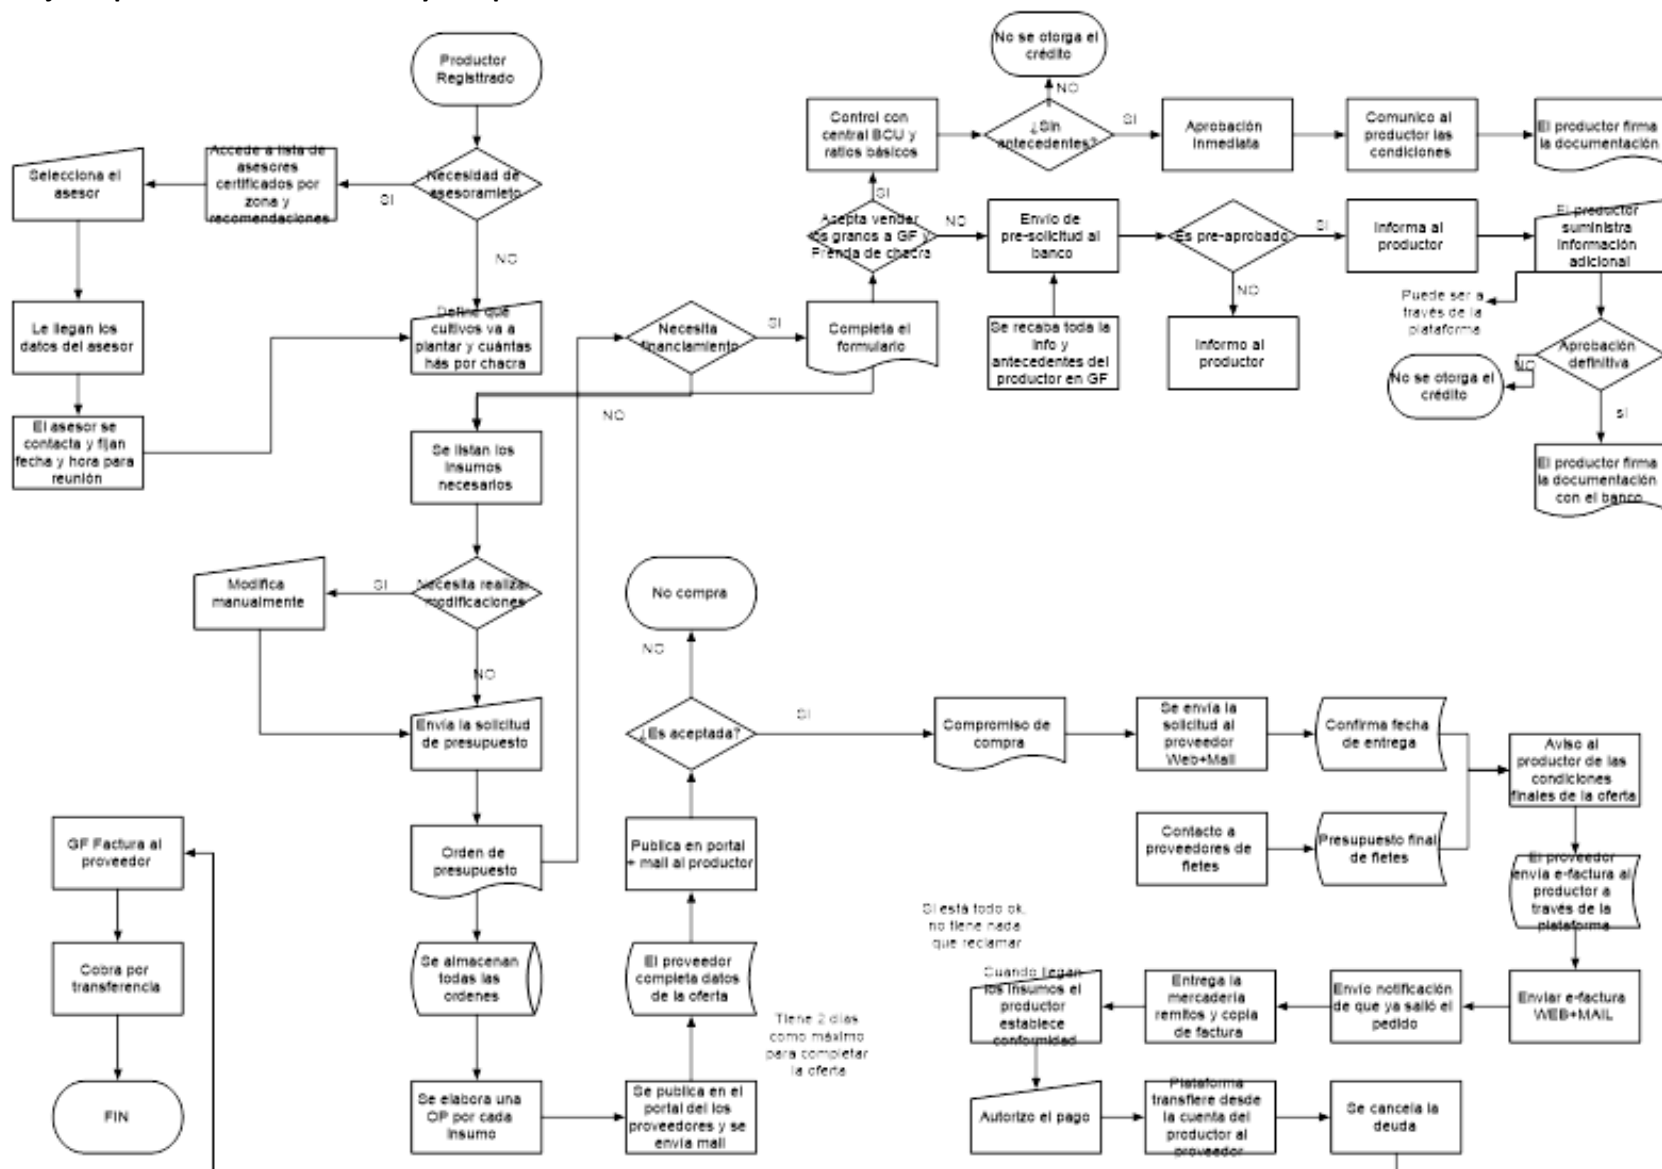 Productor
Registtrado
Necesidad de
asesoramieto
SI
NO
Accede a lista de
asesores
certificados por
zona y
recomendaciones
Selecciona el
asesor
Le llegan los
datos del asesor
El asesor se
contacta y fijan
fecha y hora para
reunión
Define que
cultivos va a
plantar y cuántas
hás por chacra
Necesita
financiamiento
SI
NO
Completa el
formulario
Acepta vender
los granos a GF y
Prenda de chacra
SI
NO
Control con
central BCU y
ratios básicos
¿Sin
antecedentes?
NO
SI
No se otorga el
crédito
Aprobación
inmediata
Comunico al
productor las
condiciones
El productor firma
la documentación
Envio de
pre-solicitud al
banco
Se recaba toda la
info y
antecedentes del
productor en GF
Es pre-aprobado
SI
NO
Informo al
productor
Informa al
productor
El productor
suministra
información
adicional
Puede ser a
través de la
plataforma
Aprobación
definitiva
NO
No se otorga el
crédito
SI
El productor firma
la documentación
con el banco
Se listan los
insumos
necesarios
Necesita realizar
modificaciones
SI
NO
Modifica
manualmente
Envía la solicitud
de presupuesto
Orden de
presupuesto
Se almacenan
todas las
ordenes
Se elabora una
OP por cada
insumo
Se publica en el
portal del los
proveedores y se
envía mail
Tiene 2 días
como máximo
para completar
la oferta
El proveedor
completa datos
de la oferta
Publica en portal
+ mail al productor
¿Es aceptada?
NO
SI
No compra
Compromiso de
compra
Se envía la
solicitud al
proveedor
Web+Mail
Confirma fecha
de entrega
Contacto a
proveedores de
fletes
Presupuesto final
de fletes
Aviso al
productor de las
condiciones
finales de la oferta
El proveedor
envía e-factura al
productor a
través de la
plataforma
Enviar e-factura
WEB+MAIL
Envío notificación
de que ya salió el
pedido
Entrega la
mercadería
remitos y copia
de factura
Si está todo ok,
no tiene nada
que reclamar
Cuando llegan
los insumos el
productor
establece
conformidad
Autorizo el pago
Plataforma
transfiere desde
la cuenta del
productor al
proveedor
Se cancela la
deuda
GF Factura al
proveedor
Cobra por
transferencia
FIN